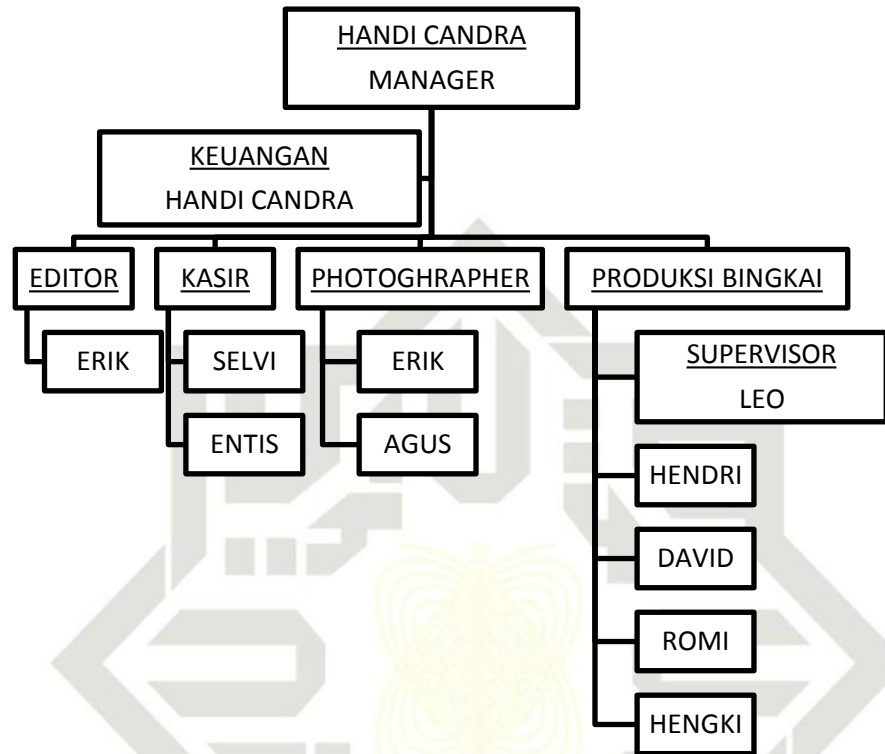 HANDI CANDRA
MANAGER
KEUANGAN
HANDI CANDRA
EDITOR
KASIR
PHOTOGHRAPHER
PRODUKSI BINGKAI
ERIK
SELVI
ENTIS
ERIK
AGUS
SUPERVISOR
LEO
HENDRI
DAVID
ROMI
HENGKI